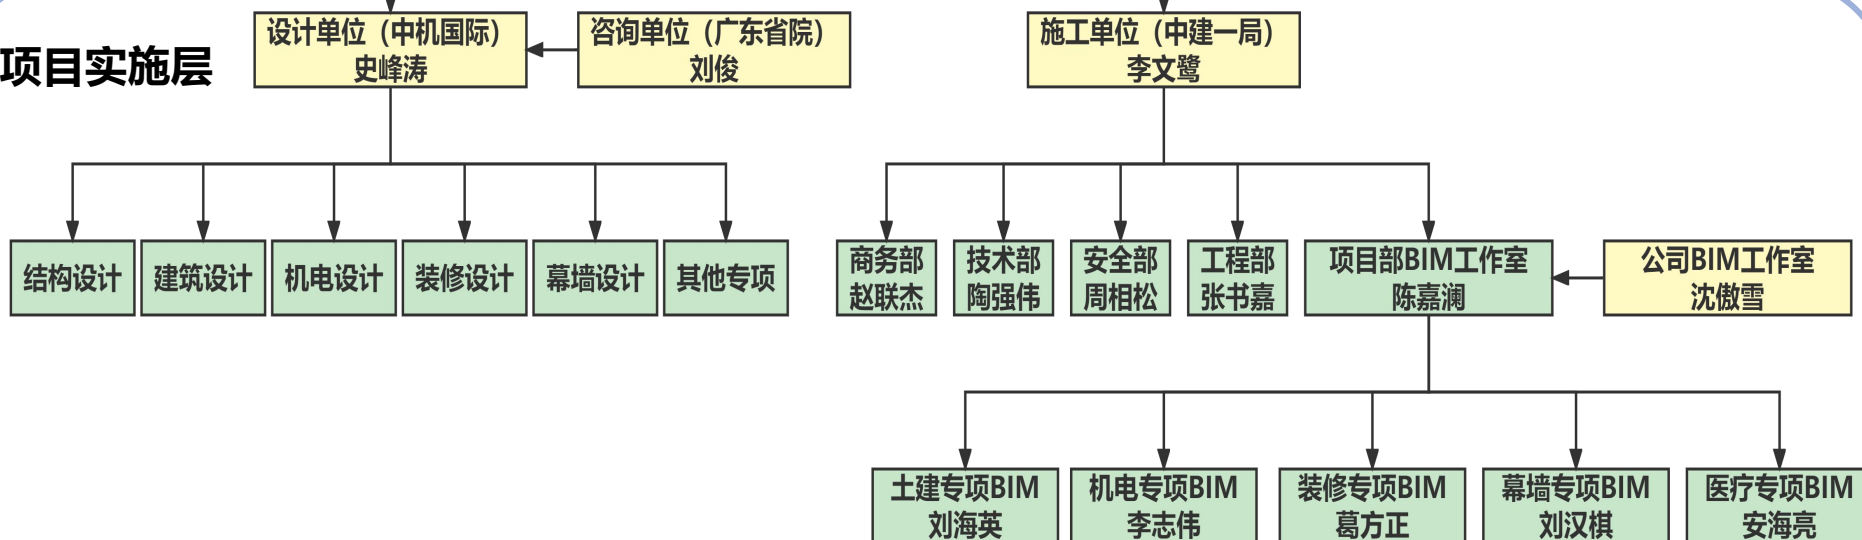 项目实施层
设计单位（中机国际）
史峰涛
咨询单位（广东省院）
刘俊
施工单位（中建一局）
李文鹭
结构设计
建筑设计
机电设计
装修设计
幕墙设计
其他专项
商务部
赵联杰
技术部
陶强伟
安全部
周相松
工程部
张书嘉
项目部BIM工作室
陈嘉澜
公司BIM工作室
沈傲雪
土建专项BIM
刘海英
机电专项BIM
李志伟
装修专项BIM
葛方正
幕墙专项BIM
刘汉棋
医疗专项BIM
安海亮